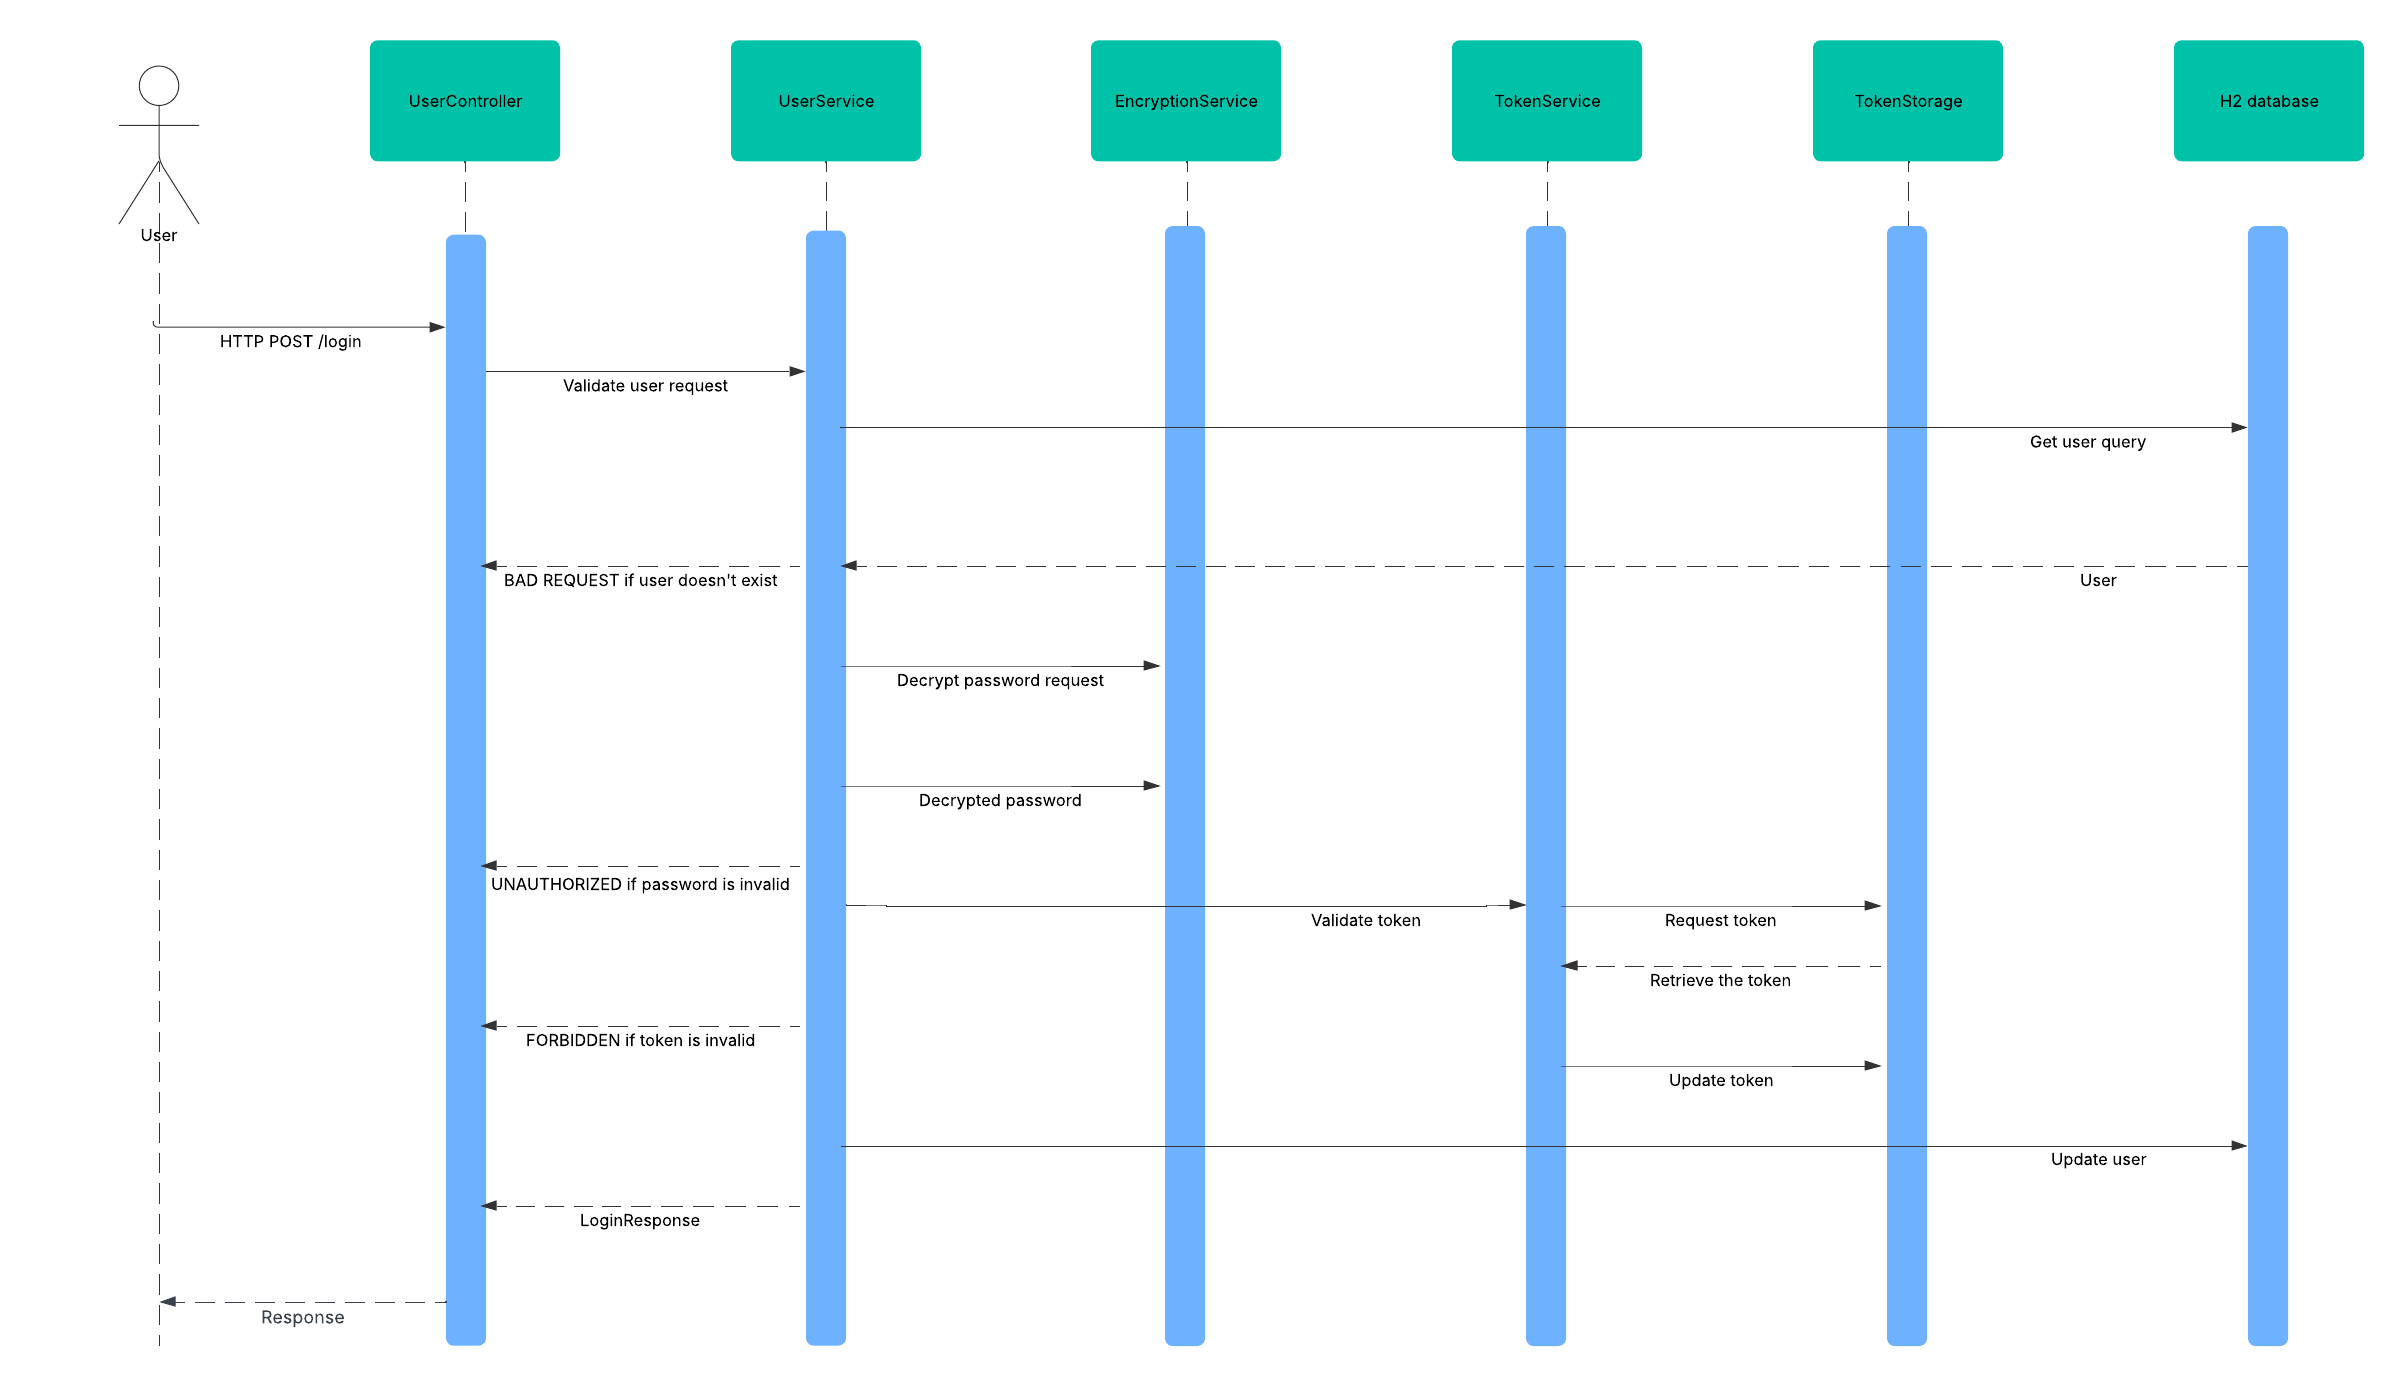 UserController
UserService
EncryptionService
TokenService
TokenStorage
H2 database
User
HTTP POST /login
Validate user request
Get user query
BAD REQUEST if user doesn't exist
User
Decrypt password request
Decrypted password
UNAUTHORIZED if password is invalid
Validate token
Request token
Retrieve the token
FORBIDDEN if token is invalid
Update token
Update user
LoginResponse
Response